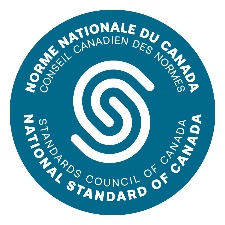 NORME NATIONALE DU CANADA
CONSEIL CANADIEN DES NORMES
STANDARDS COUNCIL OF CANADA
NATIONAL STANDARD OF CANADA